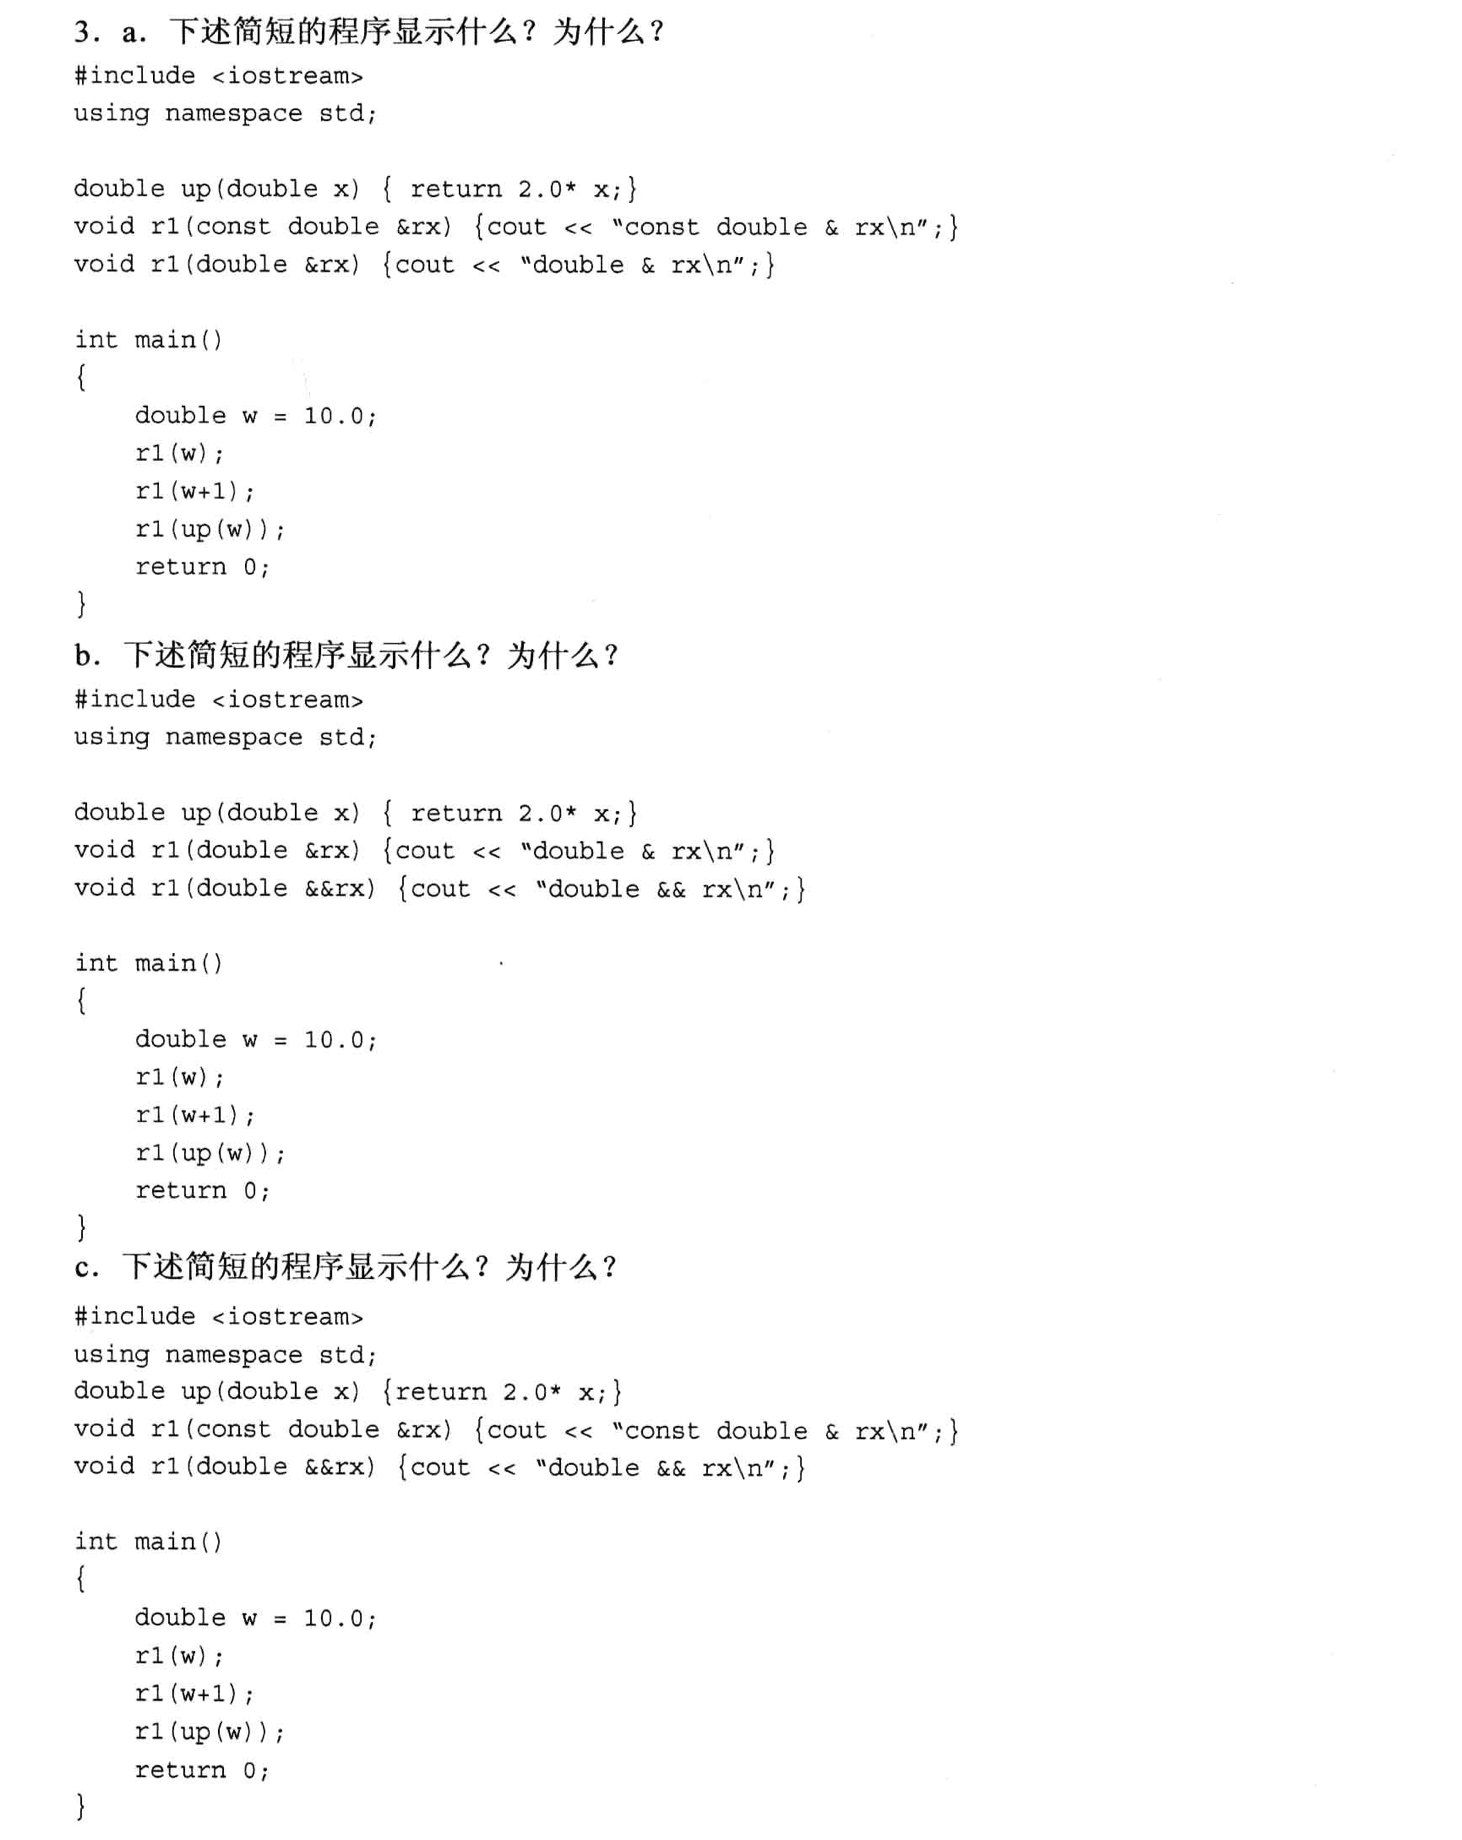 3. a. 下述简短的程序显示什么？为什么？
#include <iostream>
using namespace std;
double up(double x) { return 2.0* x;}
void r1(const double &rx) {cout << "const double & rx\n";}
void r1(double &rx) {cout << "double & rx\n";}
int main()
{
    double w = 10.0;
    r1(w);
    r1(w+1);
    r1(up(w));
    return 0;
}
b. 下述简短的程序显示什么？为什么？
#include <iostream>
using namespace std;
double up(double x) { return 2.0* x;}
void r1(double &rx) {cout << "double & rx\n";}
void r1(double &&rx) {cout << "double && rx\n";}
int main()
{
    double w = 10.0;
    r1(w);
    r1(w+1);
    r1(up(w));
    return 0;
}
c. 下述简短的程序显示什么？为什么？
#include <iostream>
using namespace std;
double up(double x) {return 2.0* x;}
void r1(const double &rx) {cout << "const double & rx\n";}
void r1(double &&rx) {cout << "double && rx\n";}
int main()
{
    double w = 10.0;
    r1(w);
    r1(w+1);
    r1(up(w));
    return 0;
}